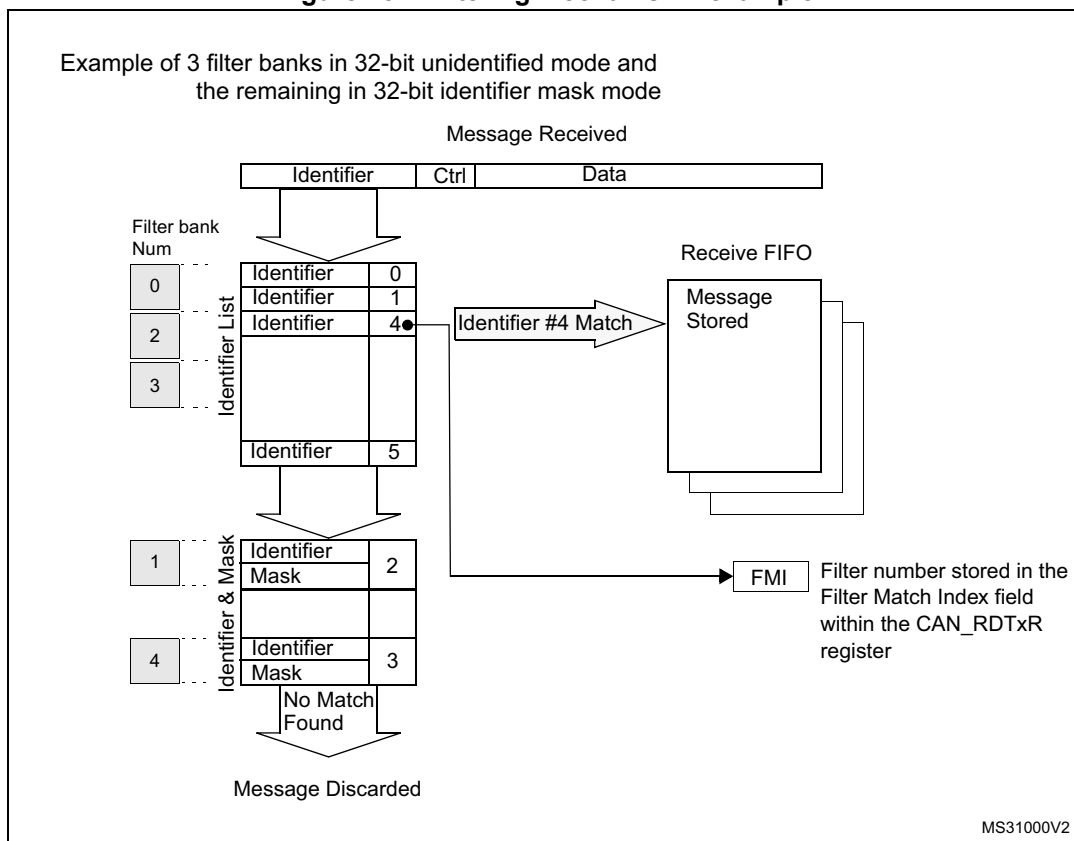 Example of 3 filter banks in 32-bit unidentified mode and
the remaining in 32-bit identifier mask mode
Message Received
Identifier Ctrl Data
Filter bank
Num
Receive FIFO
0
2
3
Identifier List
Identifier 0
Identifier 1
Identifier 4
Identifier 5
Identifier #4 Match
Message
Stored
1
4
Identifier & Mask
Identifier
Mask
2
Identifier
Mask
3
FMI
Filter number stored in the
Filter Match Index field
within the CAN_RDTxR
register
No Match
Found
Message Discarded
MS31000V2